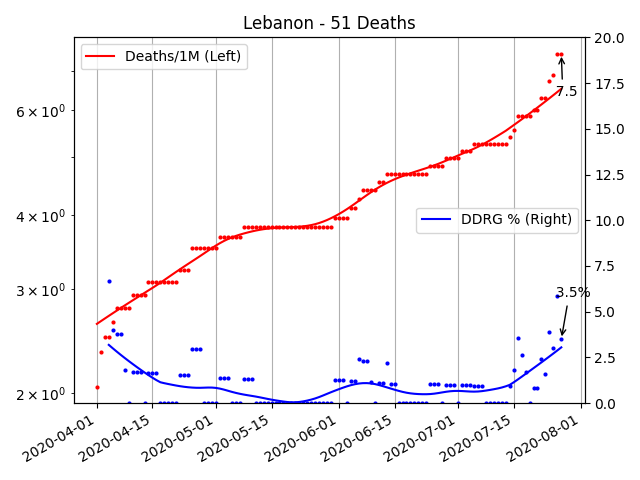 Lebanon - 51 Deaths
Deaths/1M (Left)
DDRG % (Right)
7.5
3.5%
6 × 10⁰
4 × 10⁰
3 × 10⁰
2 × 10⁰
20.0
17.5
15.0
12.5
10.0
7.5
5.0
2.5
0.0
2020-04-01
2020-04-15
2020-05-01
2020-05-15
2020-06-01
2020-06-15
2020-07-01
2020-07-15
2020-08-01